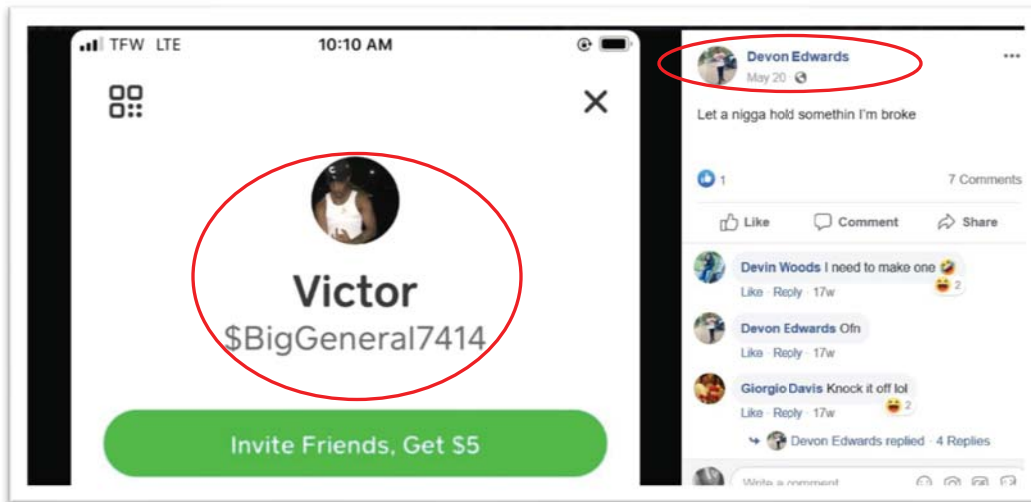 TFW LTE 10:10 AM
Victor
$BigGeneral7414
Invite Friends, Get $5
Devon Edwards
May 20
Let a nigga hold somethin I'm broke
1 7 Comments
Like Comment Share
Devin Woods I need to make one
Like · Reply · 17w 2
Devon Edwards Ofn
Like · Reply · 17w
Giorgio Davis Knock it off lol
Like · Reply · 17w 2
Devon Edwards replied · 4 Replies
Write a comment